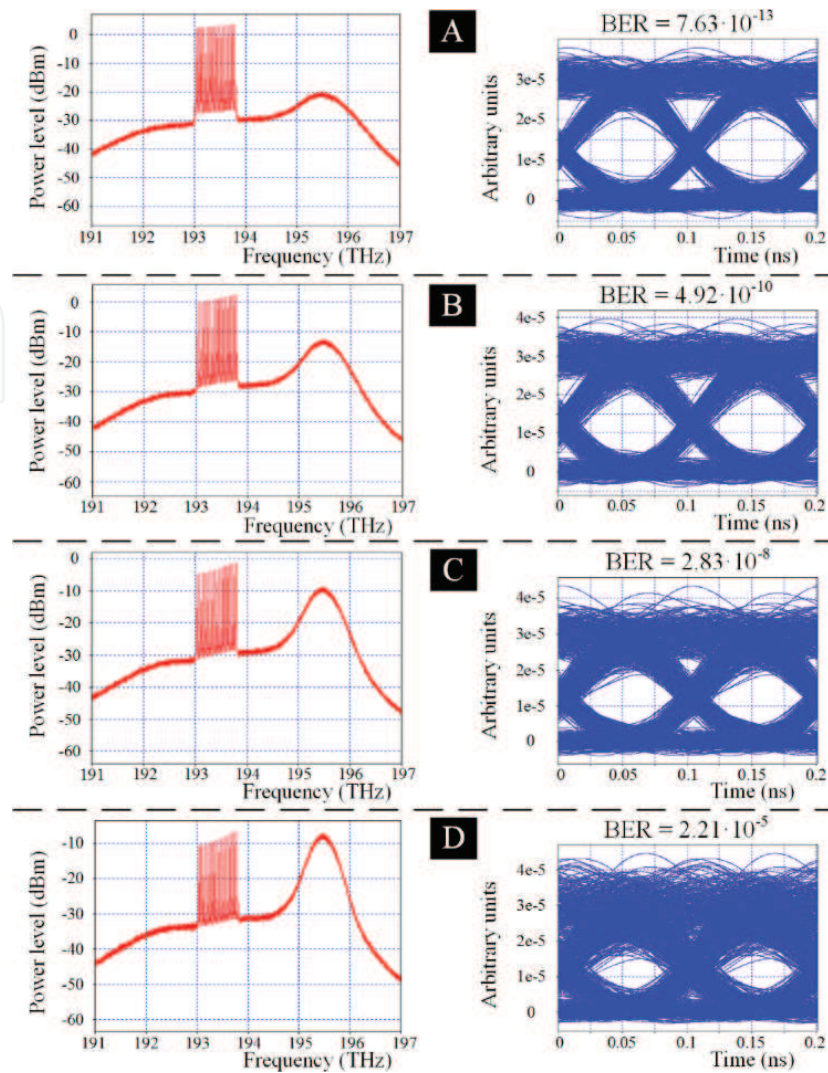 A
BER = 7.63·10⁻¹³
Power level (dBm)
0
-10
-20
-30
-40
-50
-60
191 192 193 194 195 196 197
Frequency (THz)
Arbitrary units
3e-5
2e-5
1e-5
0
0 0.05 0.1 0.15 0.2
Time (ns)
B
BER = 4.92·10⁻¹⁰
Power level (dBm)
0
-10
-20
-30
-40
-50
-60
191 192 193 194 195 196 197
Frequency (THz)
Arbitrary units
4e-5
3e-5
2e-5
1e-5
0
0 0.05 0.1 0.15 0.2
Time (ns)
C
BER = 2.83·10⁻⁸
Power level (dBm)
0
-10
-20
-30
-40
-50
-60
191 192 193 194 195 196 197
Frequency (THz)
Arbitrary units
4e-5
3e-5
2e-5
1e-5
0
0 0.05 0.1 0.15 0.2
Time (ns)
D
BER = 2.21·10⁻⁵
Power level (dBm)
-10
-20
-30
-40
-50
-60
191 192 193 194 195 196 197
Frequency (THz)
Arbitrary units
4e-5
3e-5
2e-5
1e-5
0
0 0.05 0.1 0.15 0.2
Time (ns)